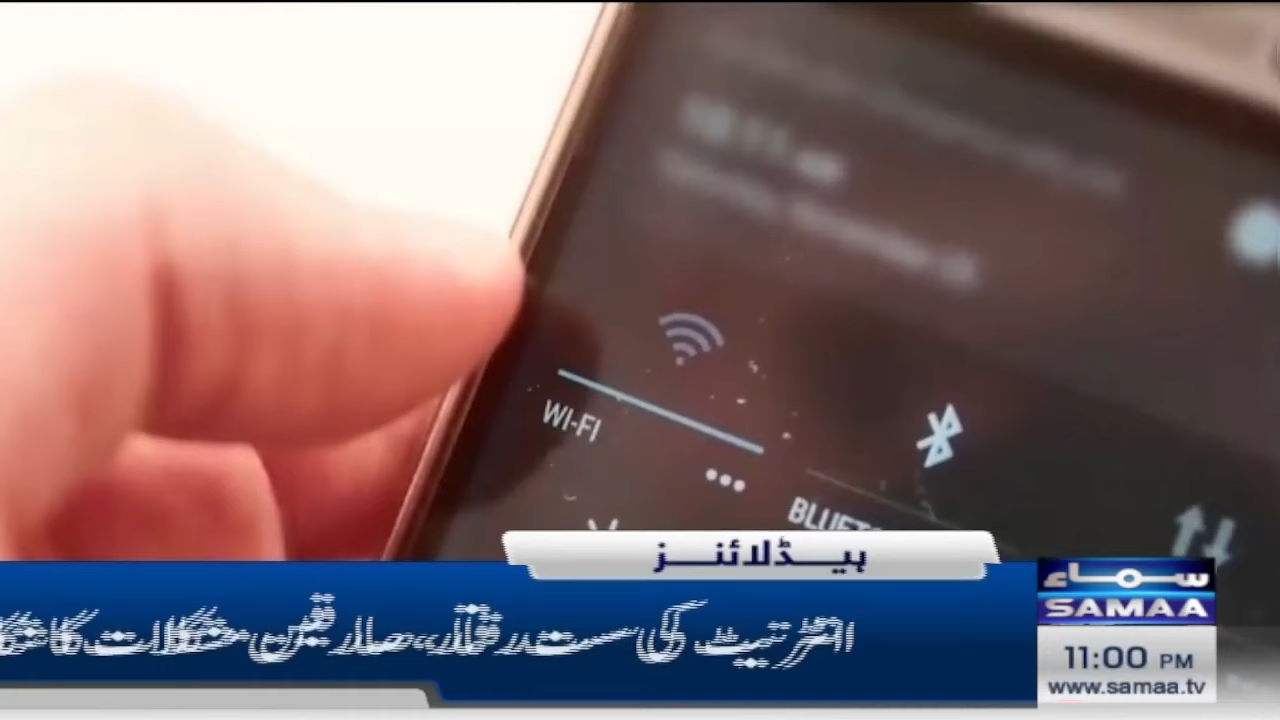 WI-FI
ہیڈلائنز
انٹرنیٹ کی سست رفتار، صارفین مشکلات کا
سماء
SAMAA
11:00 PM
www.samaa.tv